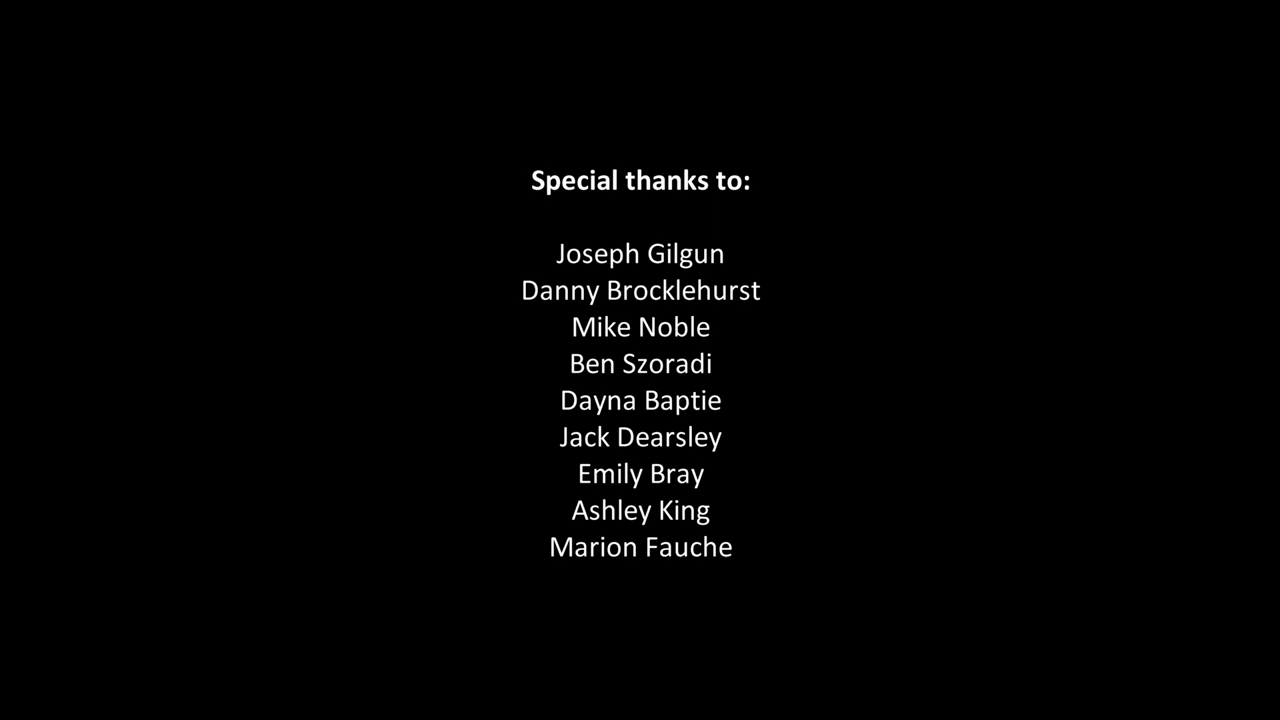 Special thanks to:
Joseph Gilgun
Danny Brocklehurst
Mike Noble
Ben Szoradi
Dayna Baptie
Jack Dearsley
Emily Bray
Ashley King
Marion Fauche